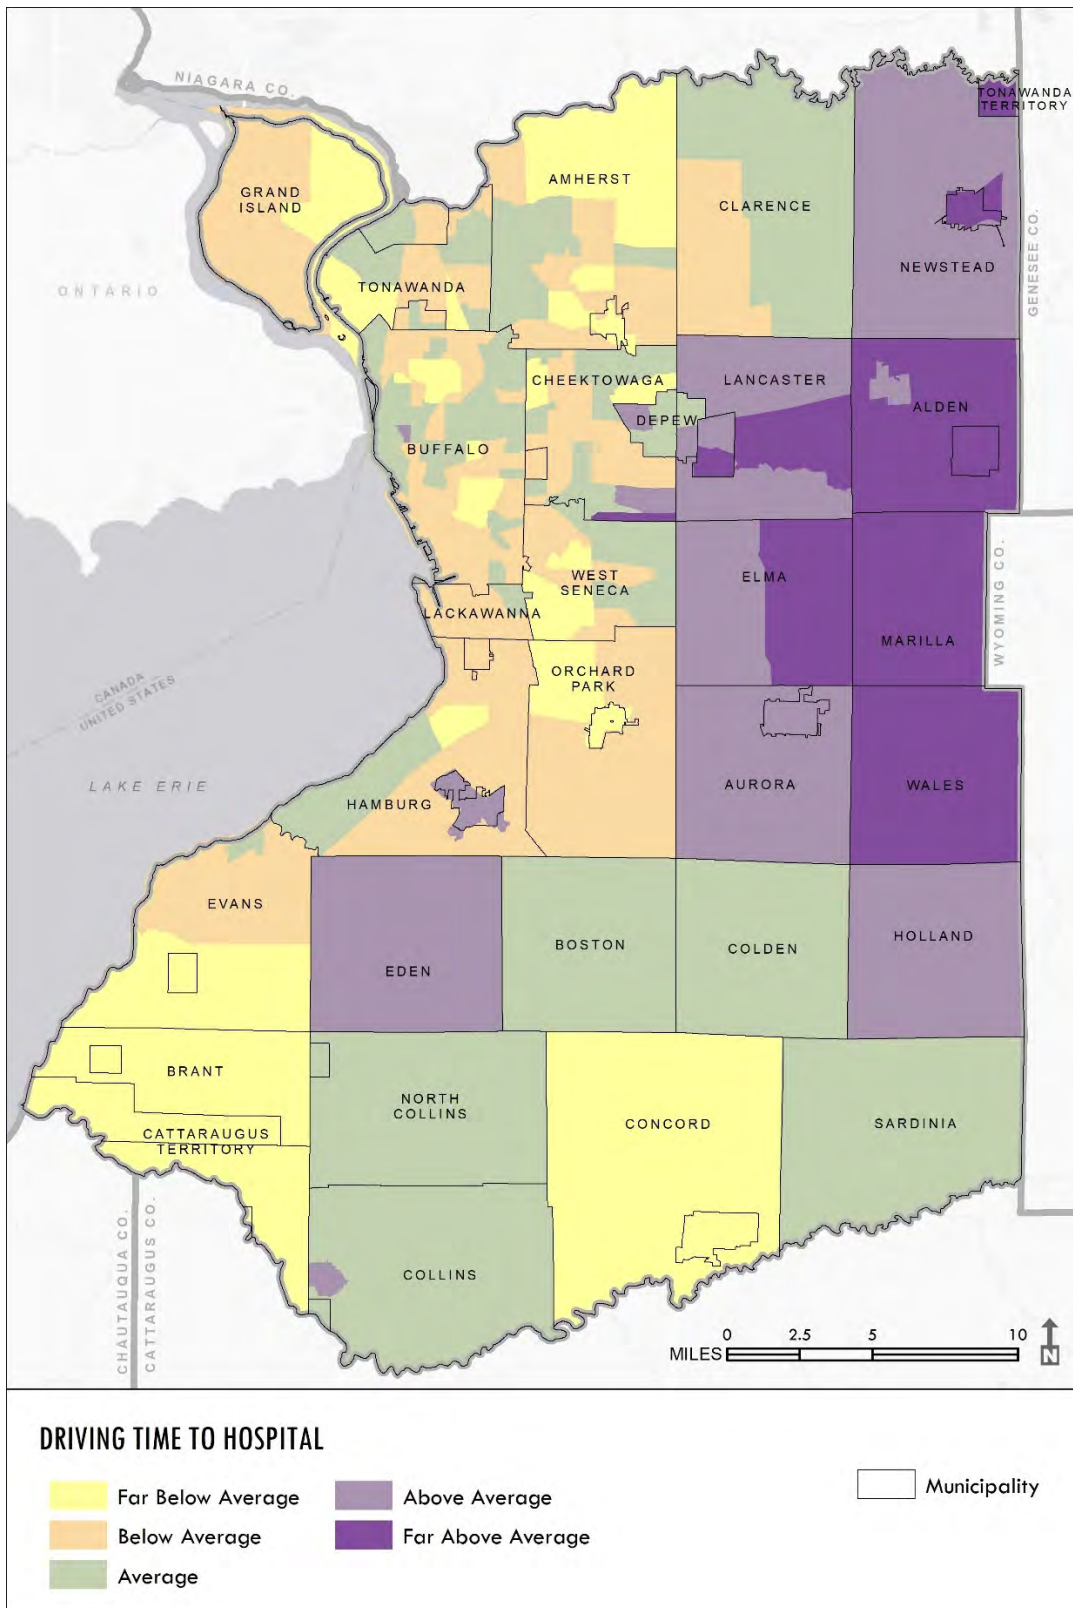 NIAGARA CO.
TONAWANDA
TERRITORY
AMHERST
GRAND
ISLAND
CLARENCE
GENESEE CO.
NEWSTEAD
ONTARIO
TONAWANDA
CHEEKTOWAGA
LANCASTER
ALDEN
DEPEW
BUFFALO
WEST
SENECA
ELMA
WYOMING CO.
LACKAWANNA
MARILLA
ORCHARD
PARK
CANADA
UNITED STATES
LAKE ERIE
HAMBURG
AURORA
WALES
EVANS
EDEN
BOSTON
COLDEN
HOLLAND
BRANT
NORTH
COLLINS
CONCORD
SARDINIA
CATTARAUGUS
TERRITORY
CHAUTAUQUA CO.
CATTARAUGUS CO.
COLLINS
0 2.5 5 10
MILES
N
DRIVING TIME TO HOSPITAL
Far Below Average
Below Average
Average
Above Average
Far Above Average
Municipality